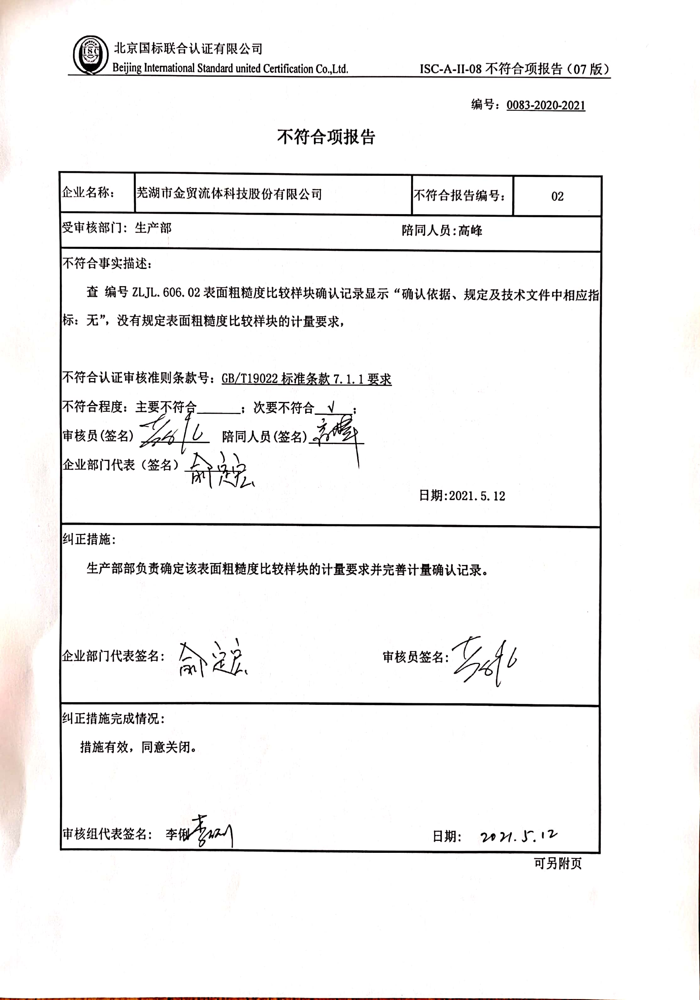 ISC
北京国标联合认证有限公司
Beijing International Standard united Certification Co.,Ltd.
ISC-A-II-08 不符合项报告（07 版）
编号：0083-2020-2021
不符合项报告
企业名称： 芜湖市金贸流体科技股份有限公司 不符合报告编号： 02
受审核部门：生产部 陪同人员:高峰
不符合事实描述：
查 编号 ZLJL.606.02 表面粗糙度比较样块确认记录显示“确认依据、规定及技术文件中相应指
标：无”，没有规定表面粗糙度比较样块的计量要求，
不符合认证审核准则条款号：GB/T19022 标准条款 7.1.1 要求
不符合程度：主要不符合______；次要不符合 √ ；
审核员(签名) 陪同人员(签名) 高峰
企业部门代表（签名）
日期:2021.5.12
纠正措施：
生产部部负责确定该表面粗糙度比较样块的计量要求并完善计量确认记录。
企业部门代表签名： 审核员签名：
纠正措施完成情况：
措施有效，同意关闭。
审核组代表签名： 李俐
日期： 2021.5.12
可另附页